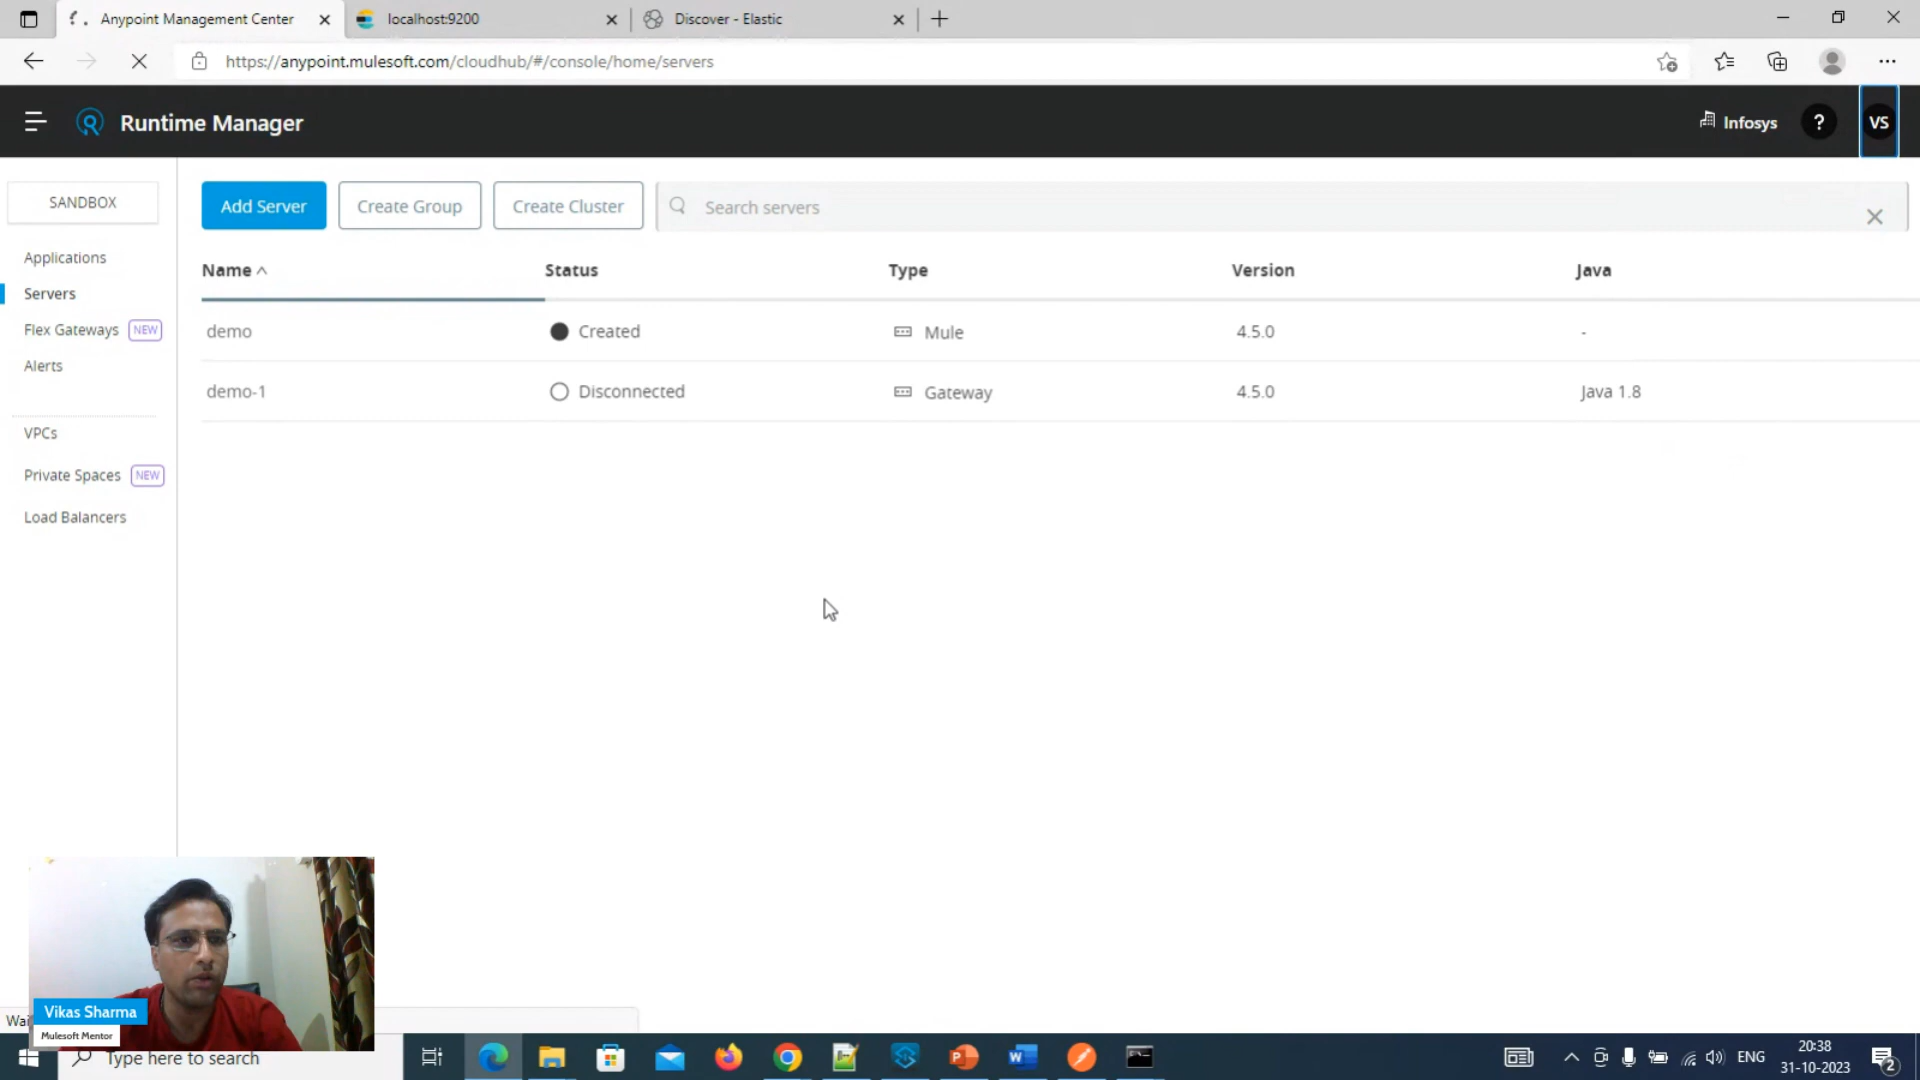 Anypoint Management Center
localhost:9200
Discover - Elastic
https://anypoint.mulesoft.com/cloudhub/#/console/home/servers
Runtime Manager
Infosys
?
VS
SANDBOX
Add Server
Create Group
Create Cluster
Search servers
Applications
Servers
Flex Gateways NEW
Alerts
VPCs
Private Spaces NEW
Load Balancers
Name Status Type Version Java
demo Created Mule 4.5.0 -
demo-1 Disconnected Gateway 4.5.0 Java 1.8
Vikas Sharma
Mulesoft Mentor
Type here to search
ENG
20:38
31-10-2023
2